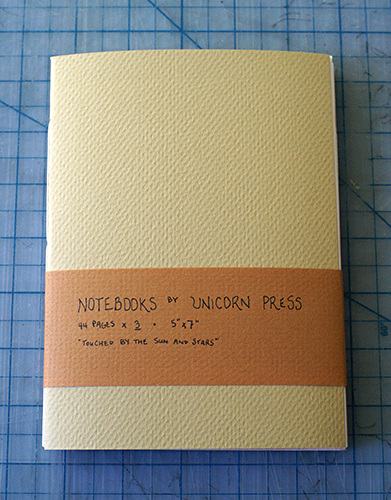 NOTEBOOKS BY UNICORN PRESS
44 PAGES x 3 • 5"x7"
"TOUCHED BY THE SUN AND STARS"